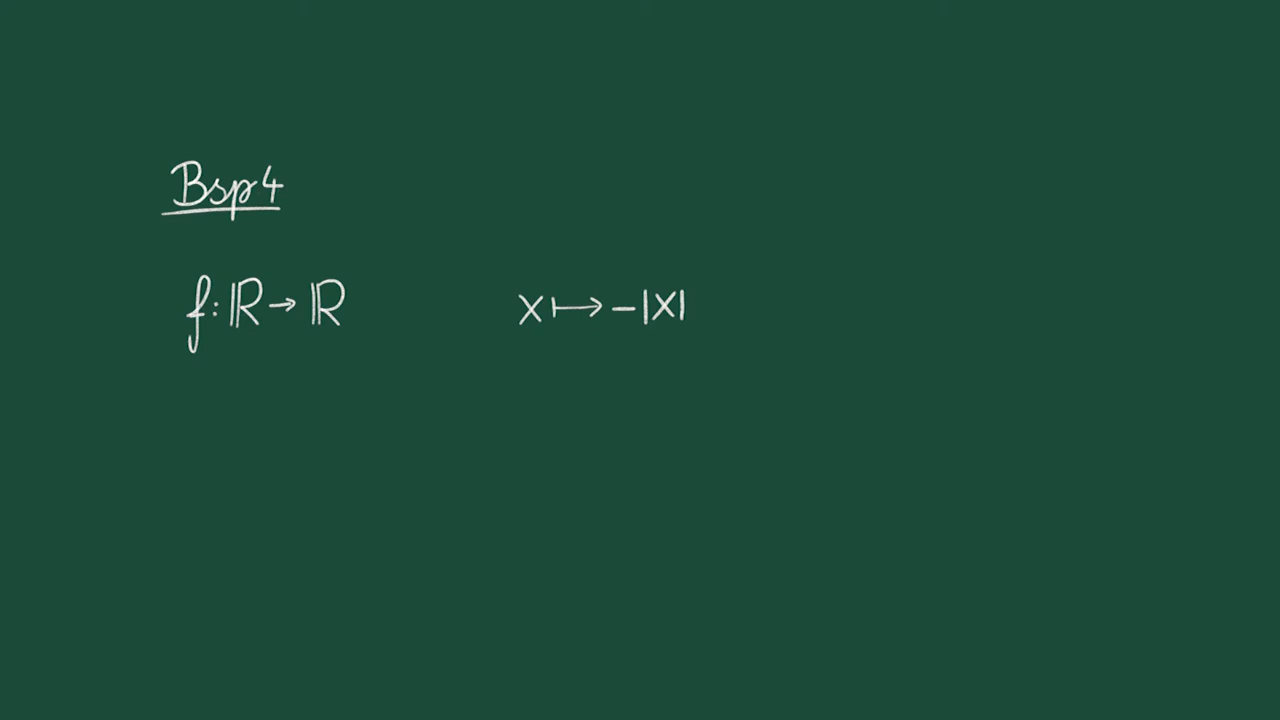 Bsp 4
f: ℝ → ℝ x ⟼ -|x|